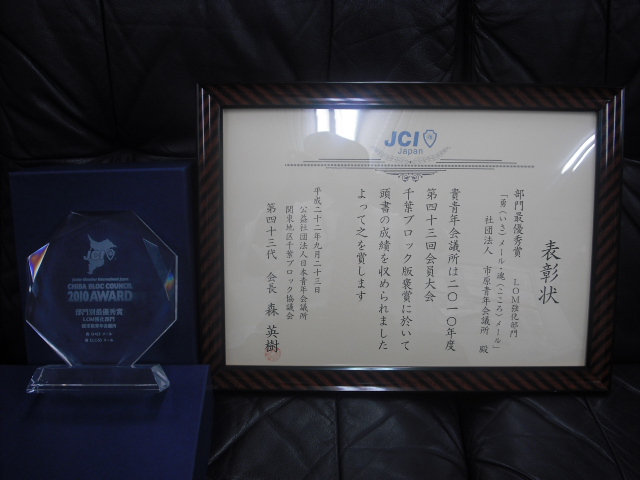 JCI
Japan
表彰状
部門最優秀賞 LOM強化部門
「勇(いき)メール・魂(こころ)メール」
社団法人 市原青年会議所 殿
貴青年会議所は二〇一〇年度
第四十三回会員大会
千葉ブロック版褒賞に於いて
頭書の成績を収められました
よって之を賞します
平成二十二年九月二十三日
公益社団法人日本青年会議所
関東地区千葉ブロック協議会
第四十三代 会長 森 英樹
JCI
CHIBA BLOC COUNCIL
2010 AWARD
部門別最優秀賞
LOM強化部門